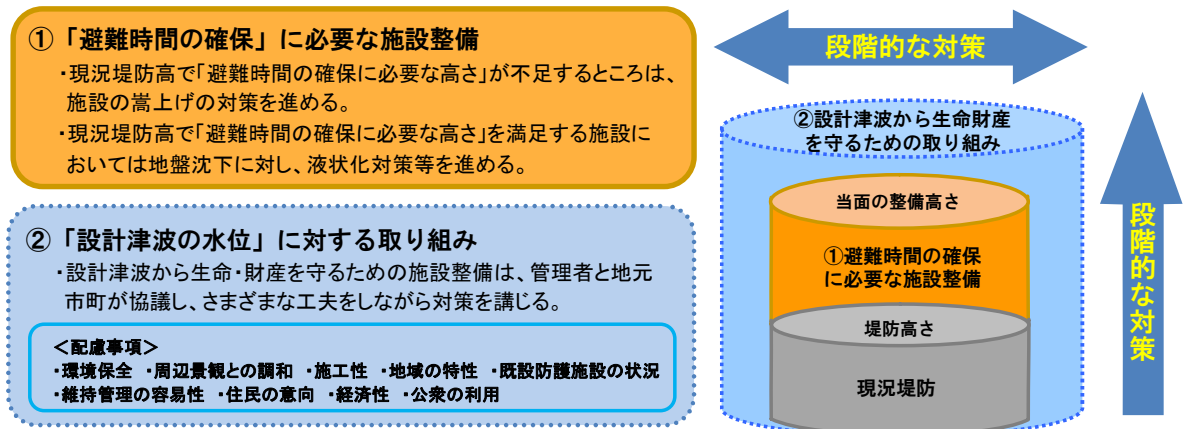 ①「避難時間の確保」に必要な施設整備
・現況堤防高で「避難時間の確保に必要な高さ」が不足するところは、
施設の嵩上げの対策を進める。
・現況堤防高で「避難時間の確保に必要な高さ」を満足する施設に
おいては地盤沈下に対し、液状化対策等を進める。
②「設計津波の水位」に対する取り組み
・設計津波から生命・財産を守るための施設整備は、管理者と地元
市町が協議し、さまざまな工夫をしながら対策を講じる。
＜配慮事項＞
・環境保全 ・周辺景観との調和 ・施工性 ・地域の特性 ・既設防護施設の状況
・維持管理の容易性 ・住民の意向 ・経済性 ・公衆の利用
段階的な対策
②設計津波から生命財産
を守るための取り組み
当面の整備高さ
①避難時間の確保
に必要な施設整備
堤防高さ
現況堤防
段階的な対策